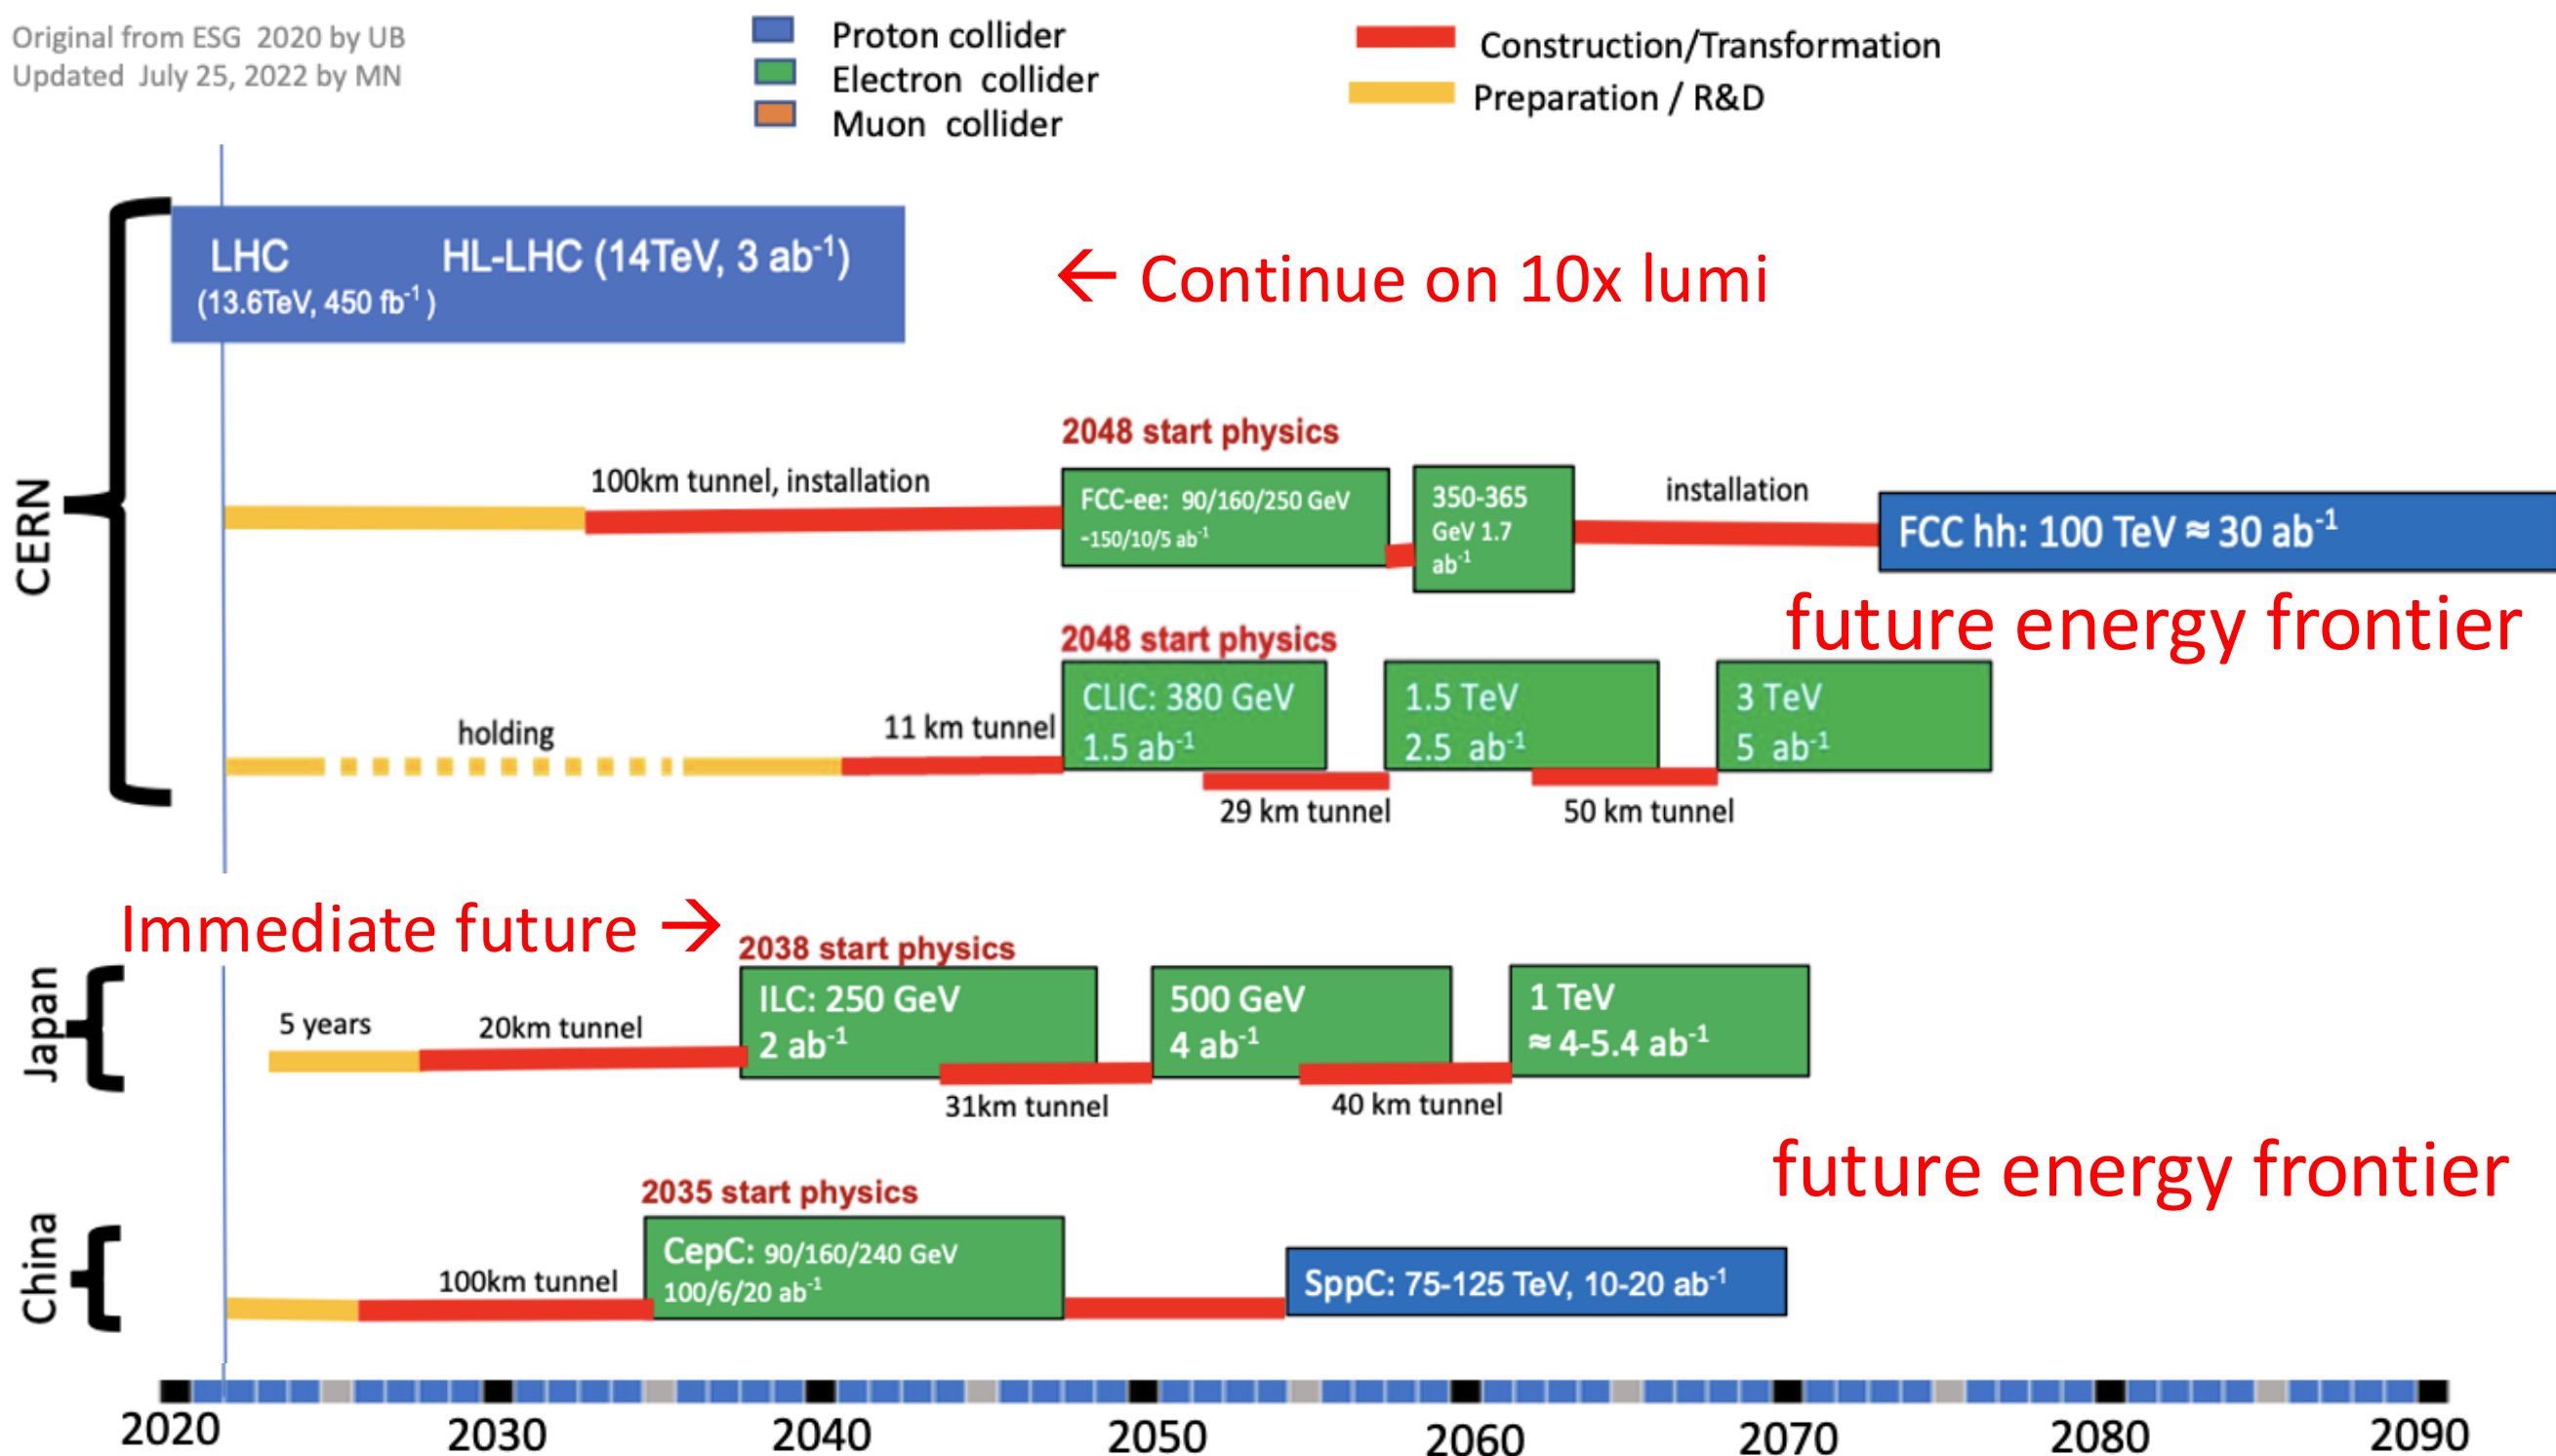 Original from ESG 2020 by UB
Updated July 25, 2022 by MN
Proton collider
Electron collider
Muon collider
Construction/Transformation
Preparation / R&D
CERN
LHC HL-LHC (14TeV, 3 ab⁻¹)
(13.6TeV, 450 fb⁻¹ )
← Continue on 10x lumi
2048 start physics
100km tunnel, installation
FCC-ee: 90/160/250 GeV
~150/10/5 ab⁻¹
350-365
GeV 1.7
ab⁻¹
installation
FCC hh: 100 TeV ≈ 30 ab⁻¹
future energy frontier
2048 start physics
holding
11 km tunnel
CLIC: 380 GeV
1.5 ab⁻¹
1.5 TeV
2.5 ab⁻¹
3 TeV
5 ab⁻¹
29 km tunnel
50 km tunnel
Immediate future →
Japan
2038 start physics
5 years
20km tunnel
ILC: 250 GeV
2 ab⁻¹
500 GeV
4 ab⁻¹
1 TeV
≈ 4-5.4 ab⁻¹
31km tunnel
40 km tunnel
future energy frontier
China
2035 start physics
100km tunnel
CepC: 90/160/240 GeV
100/6/20 ab⁻¹
SppC: 75-125 TeV, 10-20 ab⁻¹
2020 2030 2040 2050 2060 2070 2080 2090